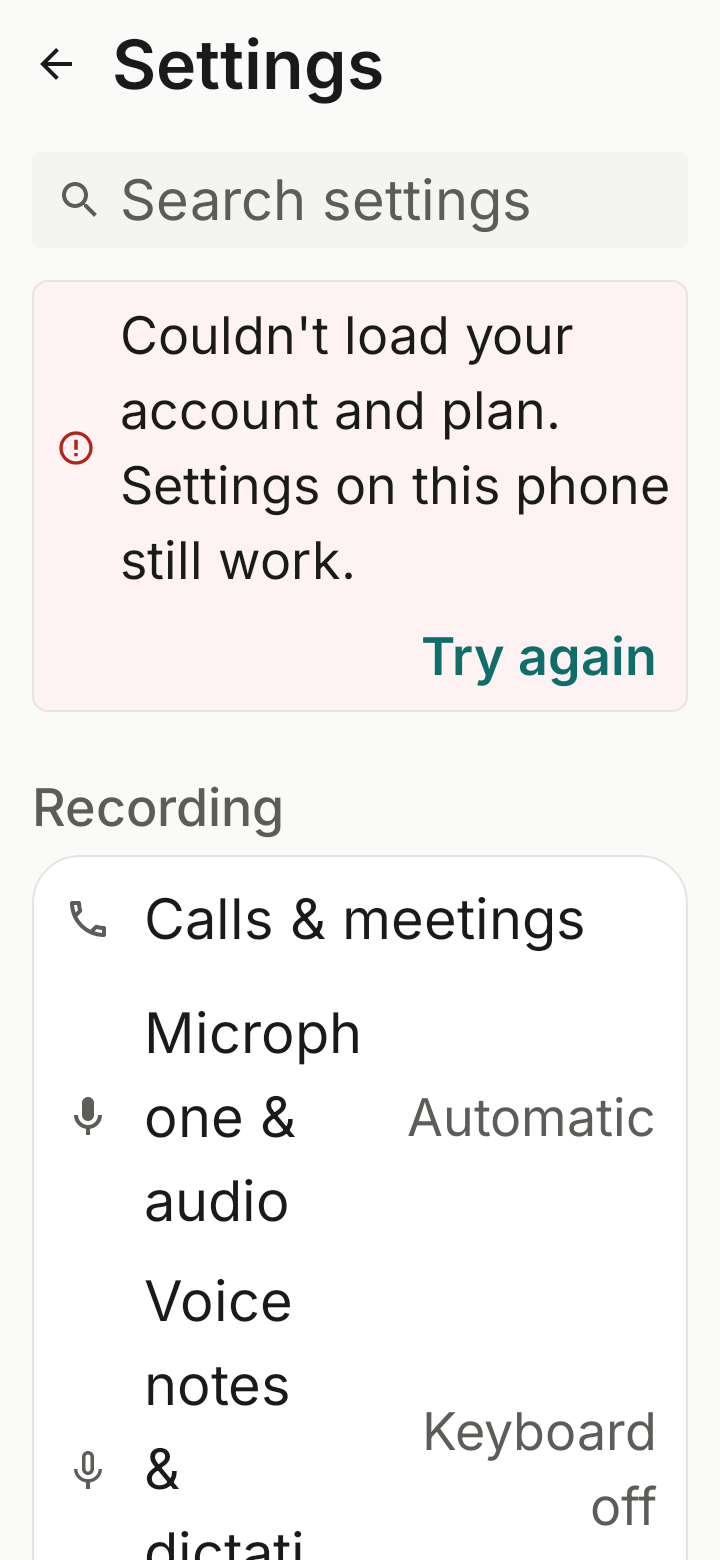 Settings
Search settings
Couldn't load your
account and plan.
Settings on this phone
still work.
Try again
Recording
Calls & meetings
Microph
one &
audio
Automatic
Voice
notes
&
dictati
Keyboard
off